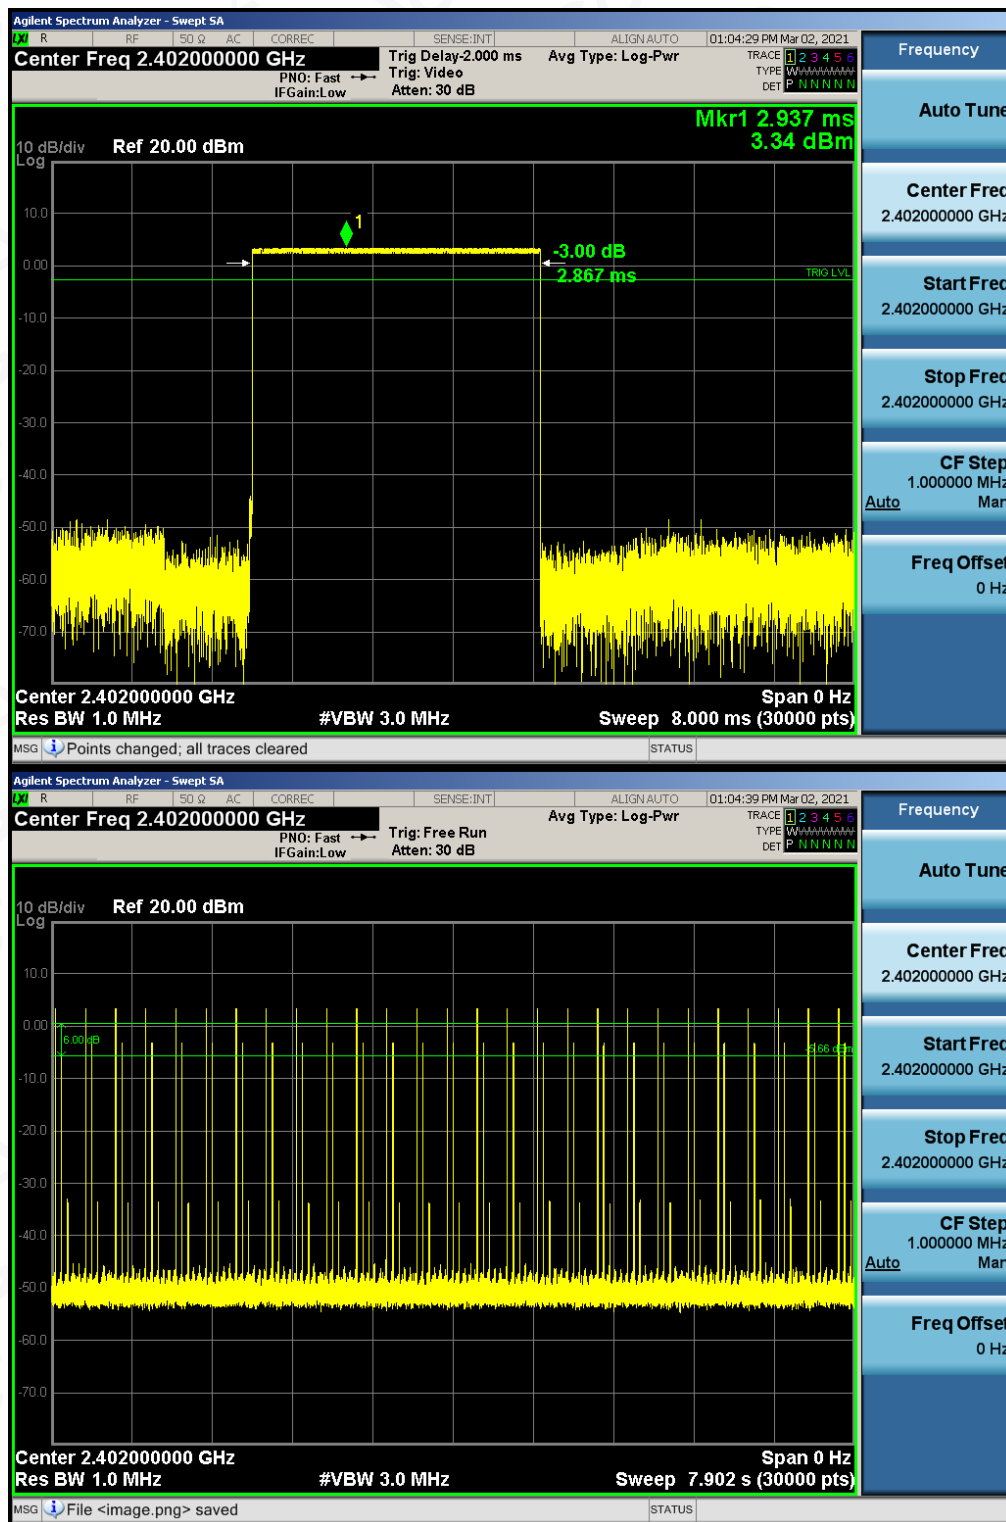 Agilent Spectrum Analyzer - Swept SA
LXI R RF 50 Ω AC CORREC SENSE:INT ALIGN AUTO 01:04:29 PM Mar 02, 2021
Center Freq 2.402000000 GHz Trig Delay-2.000 ms Avg Type: Log-Pwr TRACE 1 2 3 4 5 6 Frequency
PNO: Fast Trig: Video TYPE
IFGain:Low Atten: 30 dB DET P N N N N N
Auto Tune
Mkr1 2.937 ms
3.34 dBm
10 dB/div Ref 20.00 dBm
Log
Center Freq
2.402000000 GHz
10.0
1
-3.00 dB
0.00
2.867 ms
TRIG LVL
Start Freq
2.402000000 GHz
-10.0
-20.0
Stop Freq
2.402000000 GHz
-30.0
-40.0
CF Step
1.000000 MHz
Auto Man
-50.0
Freq Offset
0 Hz
-60.0
-70.0
Center 2.402000000 GHz Span 0 Hz
Res BW 1.0 MHz #VBW 3.0 MHz Sweep 8.000 ms (30000 pts)
MSG Points changed; all traces cleared STATUS
Agilent Spectrum Analyzer - Swept SA
LXI R RF 50 Ω AC CORREC SENSE:INT ALIGN AUTO 01:04:39 PM Mar 02, 2021
Center Freq 2.402000000 GHz Avg Type: Log-Pwr TRACE 1 2 3 4 5 6 Frequency
PNO: Fast Trig: Free Run TYPE
IFGain:Low Atten: 30 dB DET P N N N N N
Auto Tune
10 dB/div Ref 20.00 dBm
Log
Center Freq
2.402000000 GHz
10.0
0.00
6.00 dB
-5.66 dBm
Start Freq
2.402000000 GHz
-10.0
-20.0
Stop Freq
2.402000000 GHz
-30.0
-40.0
CF Step
1.000000 MHz
Auto Man
-50.0
Freq Offset
0 Hz
-60.0
-70.0
Center 2.402000000 GHz Span 0 Hz
Res BW 1.0 MHz #VBW 3.0 MHz Sweep 7.902 s (30000 pts)
MSG File <image.png> saved STATUS